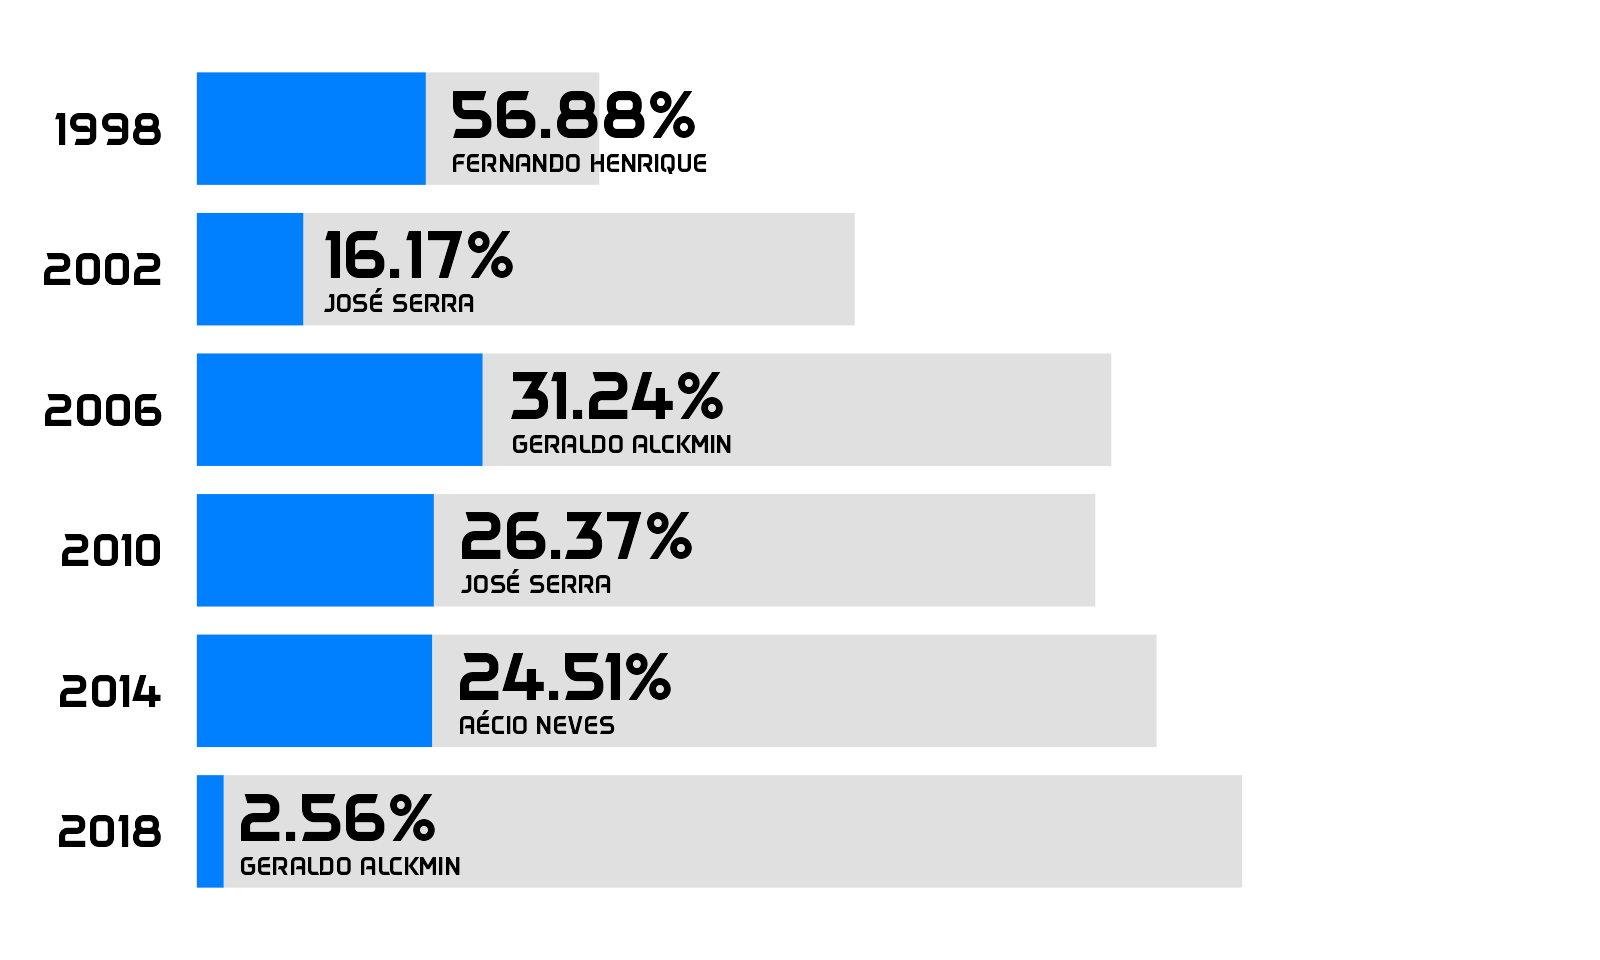 1998
56.88%
FERNANDO HENRIQUE
2002
16.17%
JOSÉ SERRA
2006
31.24%
GERALDO ALCKMIN
2010
26.37%
JOSÉ SERRA
2014
24.51%
AÉCIO NEVES
2018
2.56%
GERALDO ALCKMIN